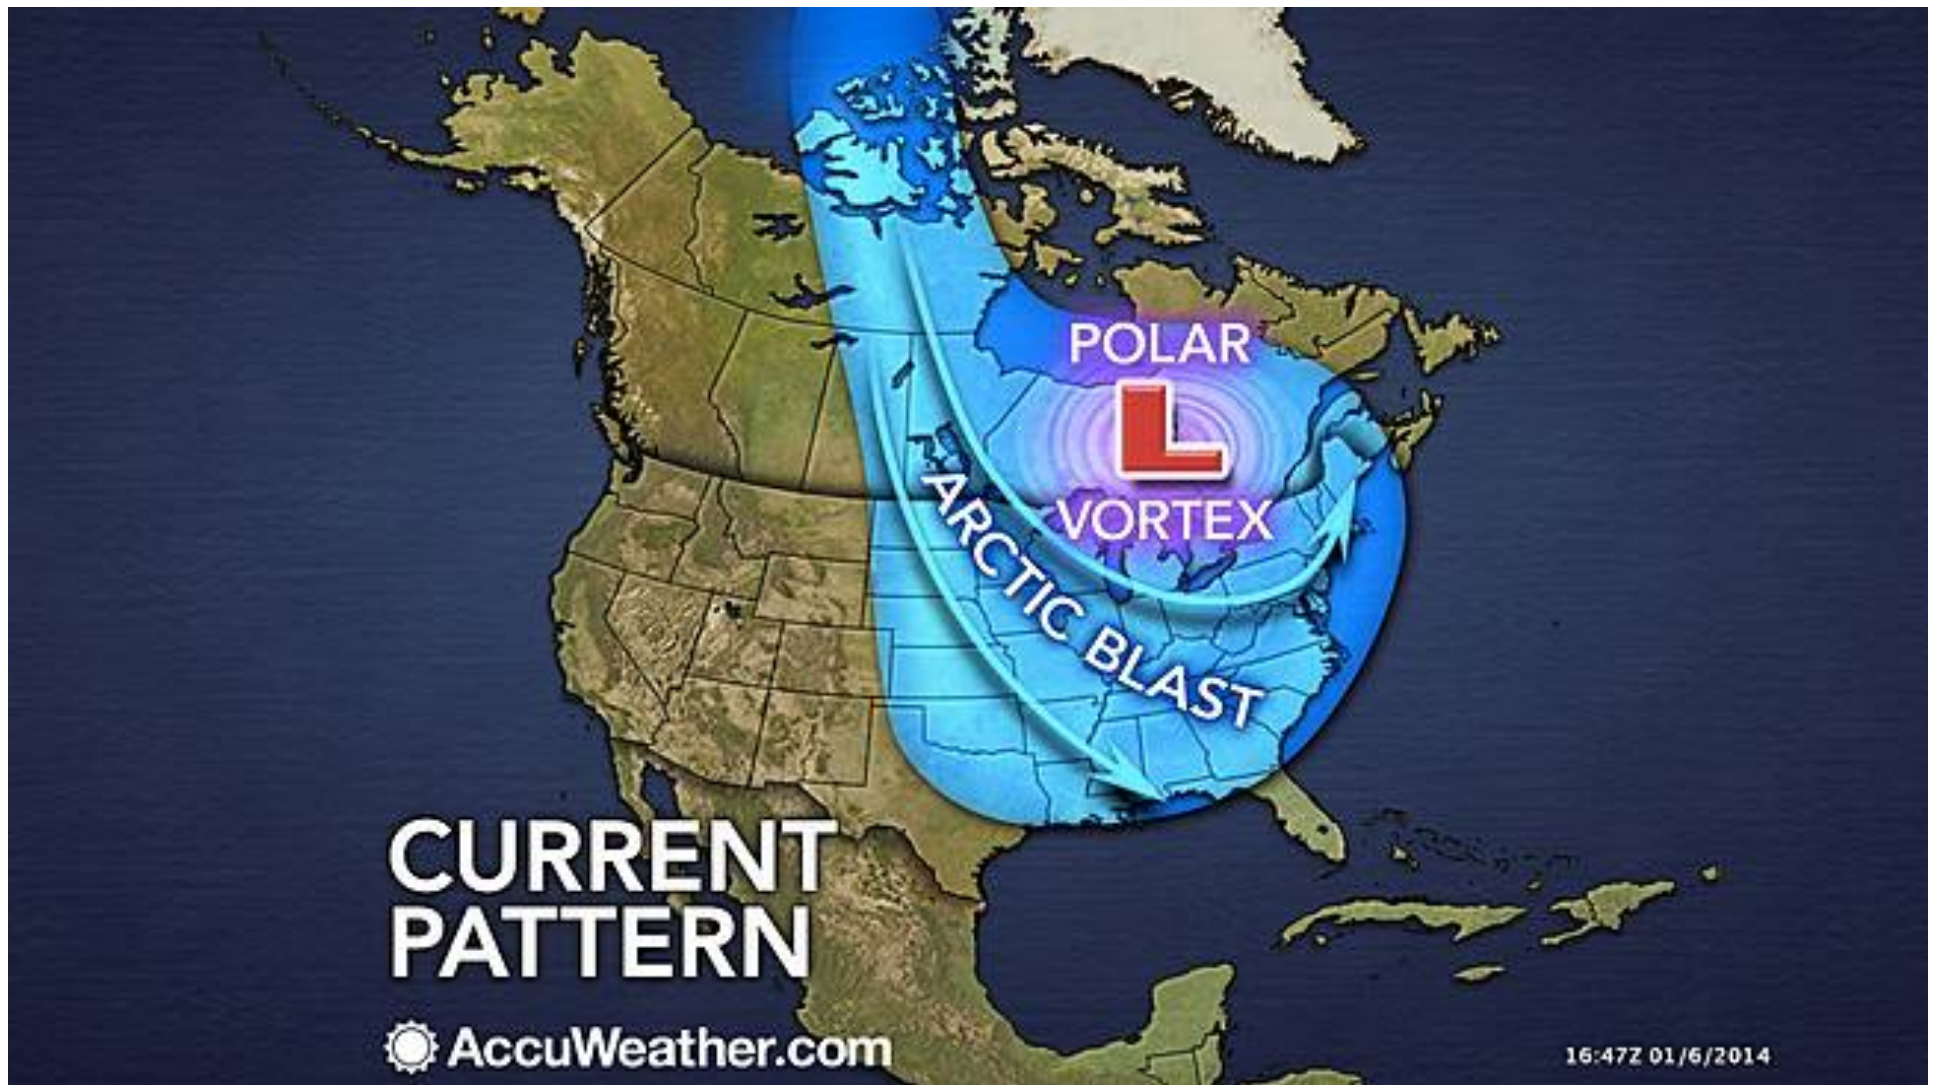 POLAR
L
VORTEX
ARCTIC BLAST
CURRENT
PATTERN
AccuWeather.com
16:47Z 01/6/2014